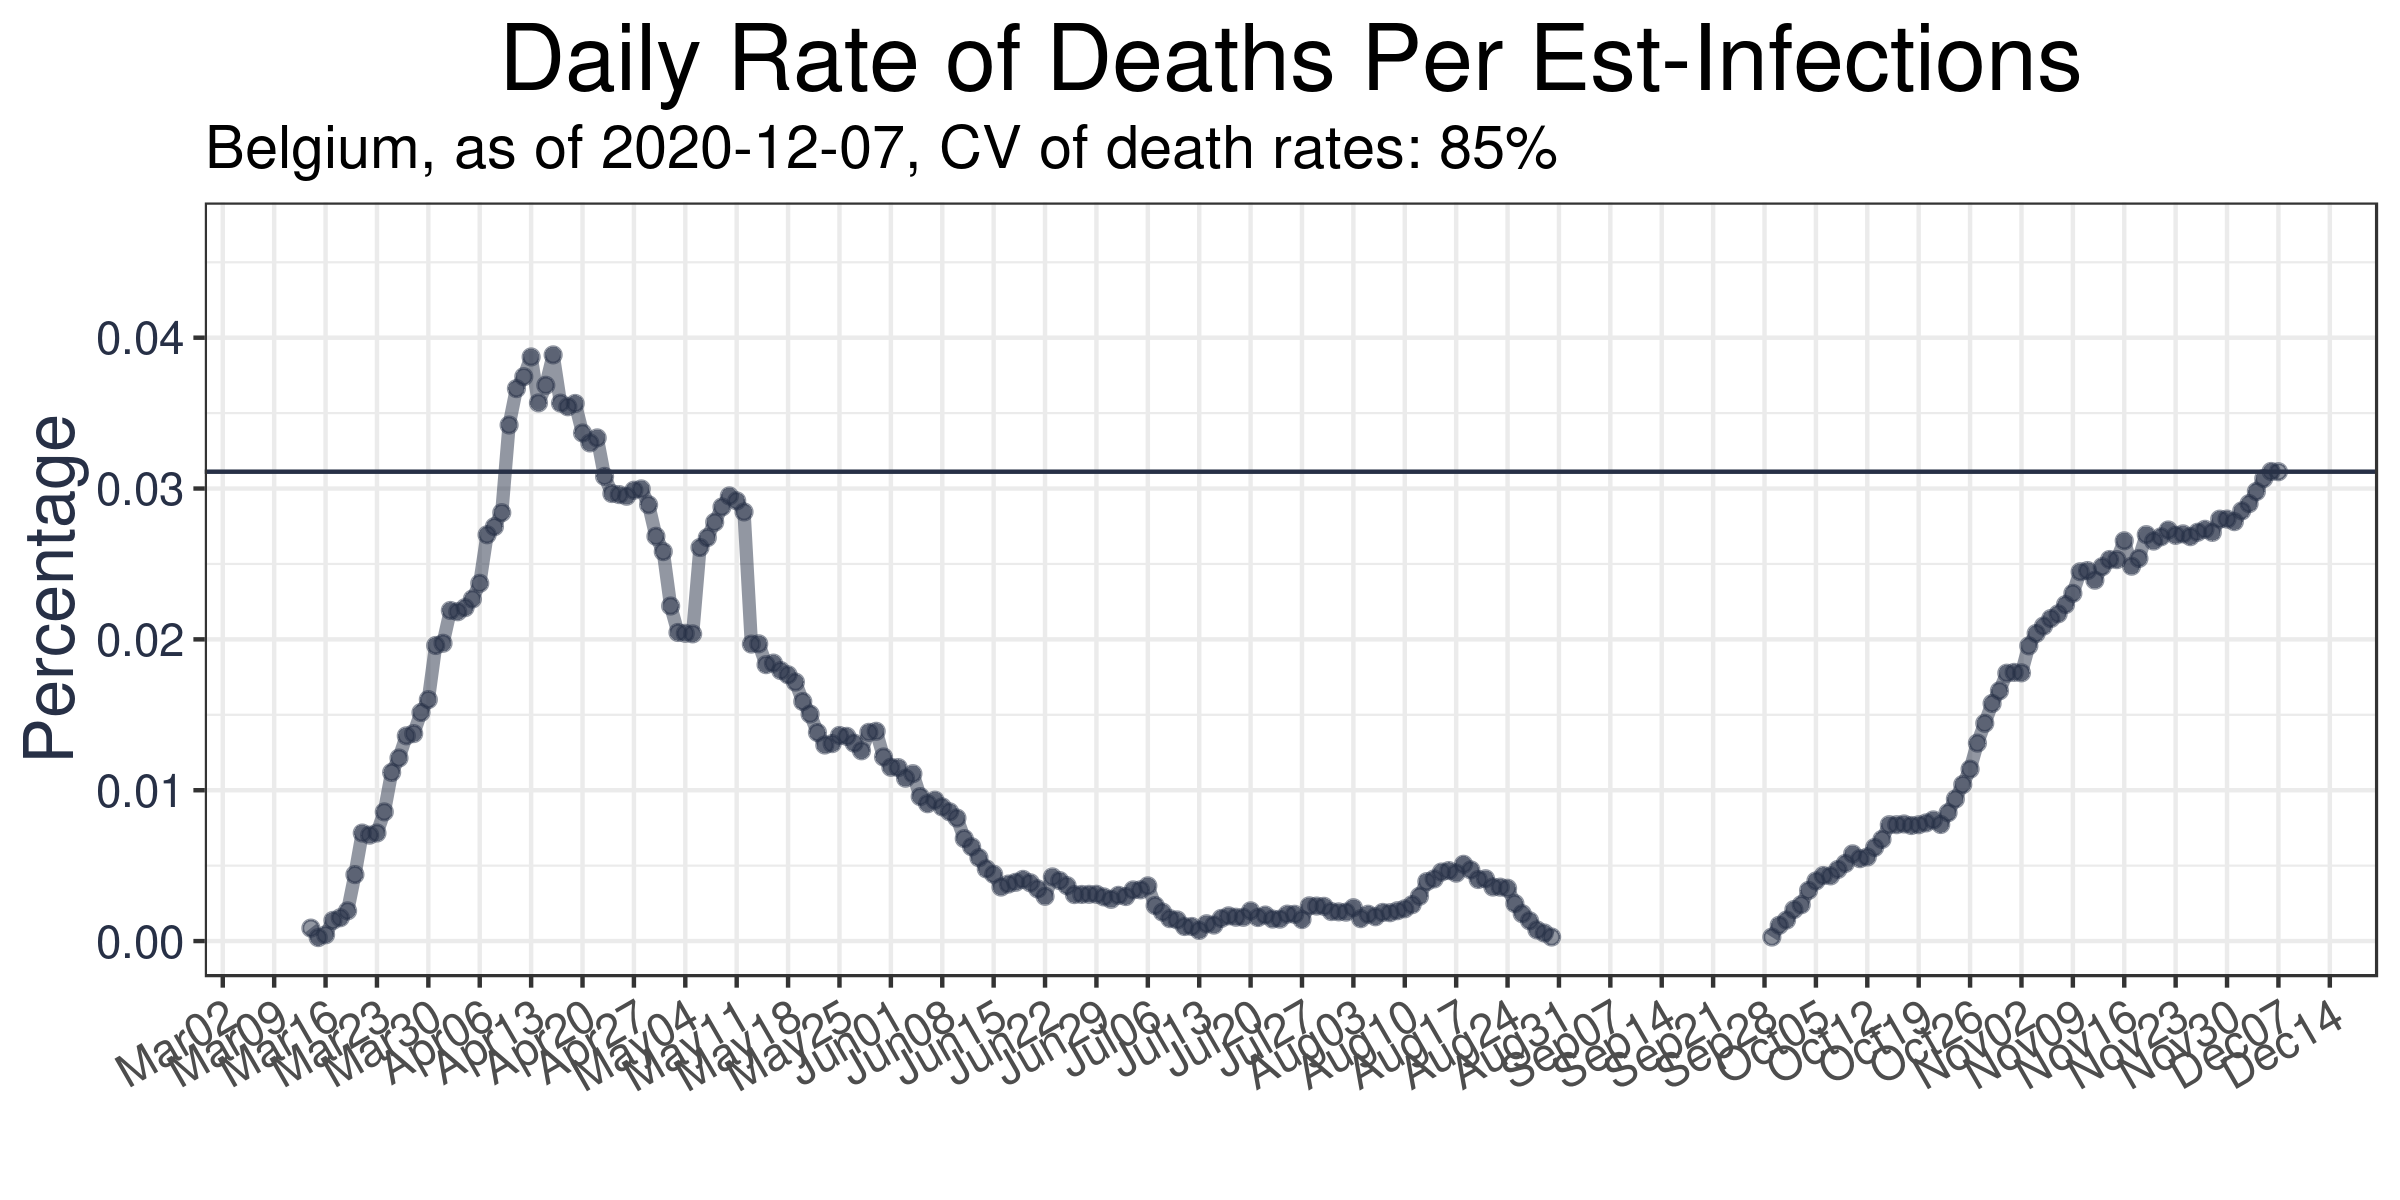 Daily Rate of Deaths Per Est-Infections
Belgium, as of 2020-12-07, CV of death rates: 85%
Percentage
0.04
0.03
0.02
0.01
0.00
Mar02
Mar09
Mar16
Mar23
Mar30
Apr06
Apr13
Apr20
Apr27
May04
May11
May18
May25
Jun01
Jun08
Jun15
Jun22
Jun29
Jul06
Jul13
Jul20
Jul27
Aug03
Aug10
Aug17
Aug24
Aug31
Sep07
Sep14
Sep21
Sep28
Oct05
Oct12
Oct19
Oct26
Nov02
Nov09
Nov16
Nov23
Nov30
Dec07
Dec14